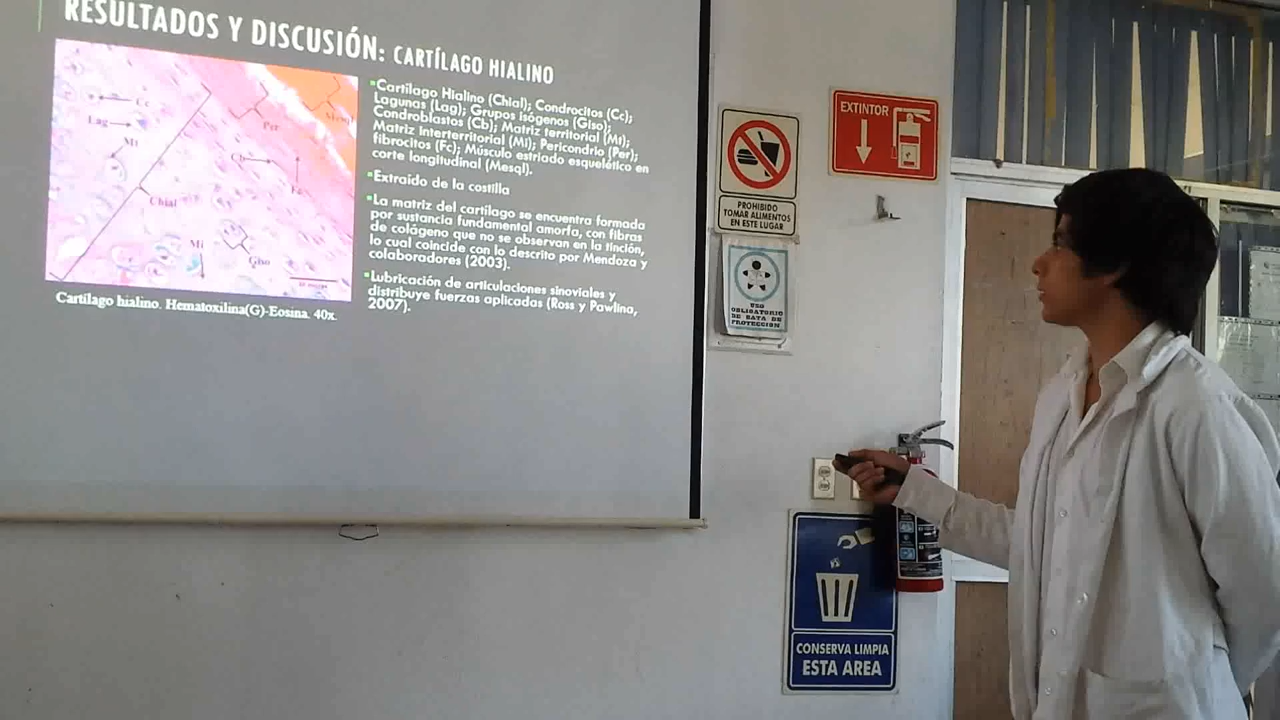 RESULTADOS Y DISCUSIÓN: CARTÍLAGO HIALINO
Cartílago Hialino (Chial); Condrocitos (Cc);
Lagunas (Lag); Grupos isógenos (Giso);
Condroblastos (Cb); Matriz territorial (Mt);
Matriz Interterritorial (Mi); Pericondrio (Per);
fibrocitos (Fc); Músculo estriado esquelético en
corte longitudinal (Mesql).
Extraído de la costilla
La matriz del cartílago se encuentra formada
por sustancia fundamental amorfa, con fibras
de colágeno que no se observan en la tinción,
lo cual coincide con lo descrito por Mendoza y
colaboradores (2003).
Lubricación de articulaciones sinoviales y
distribuye fuerzas aplicadas (Ross y Pawlina,
2007).
Cc
Lag
Mt
Per
Mesql
Cb
Fc
Chial
Mi
Giso
Cartílago hialino. Hematoxilina(G)-Eosina. 40x.
PROHIBIDO
TOMAR ALIMENTOS
EN ESTE LUGAR
EXTINTOR
USO
OBLIGATORIO
DE BATA DE
PROTECCION
CONSERVA LIMPIA
ESTA AREA